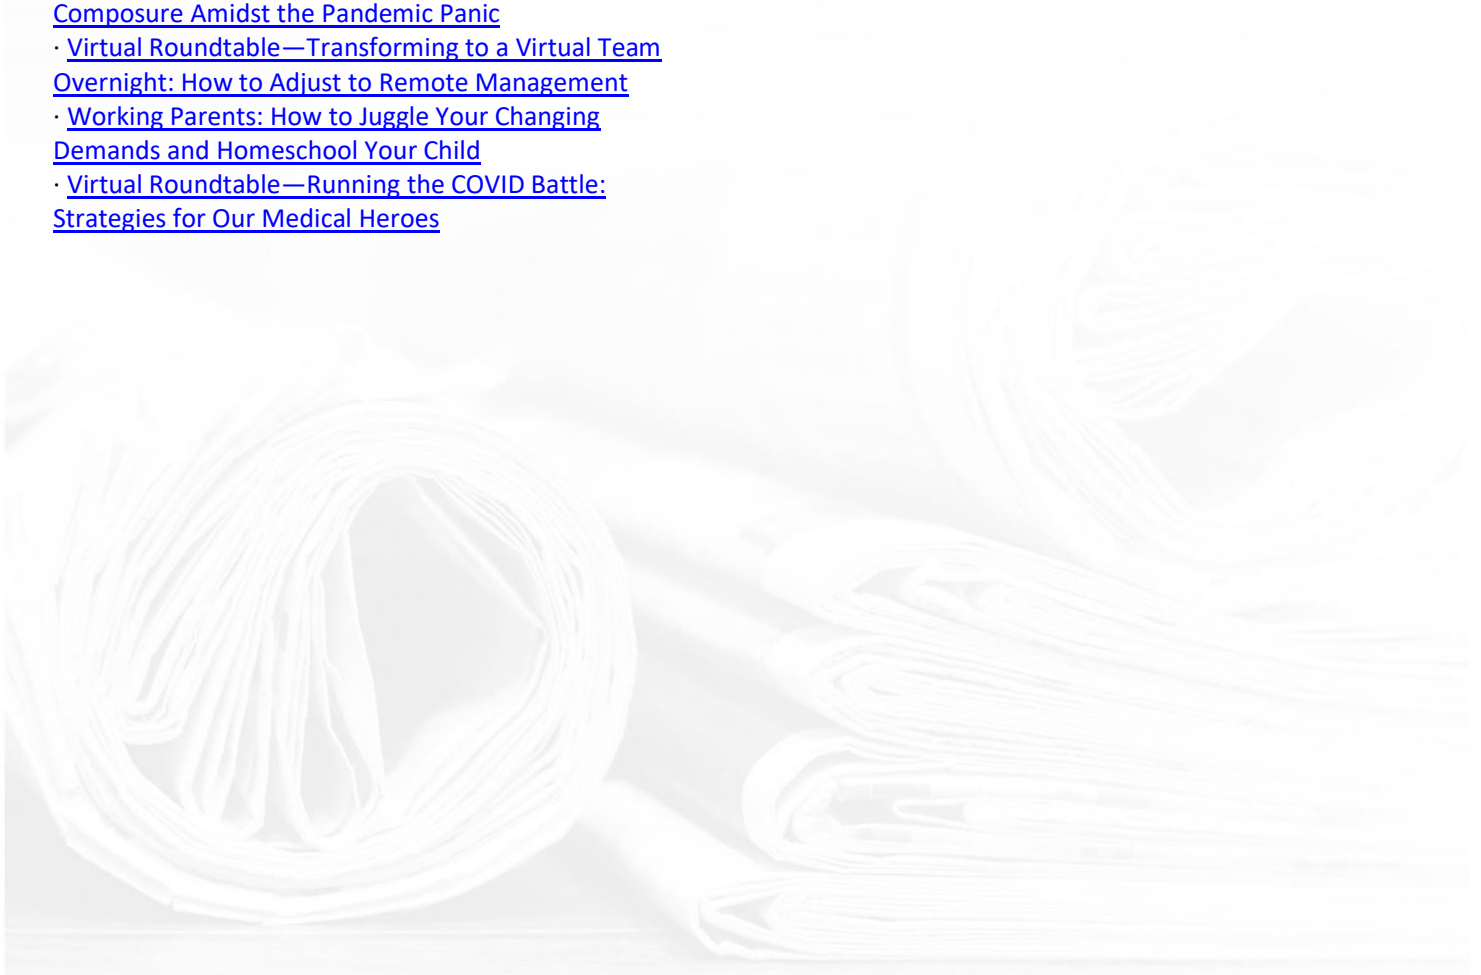 Composure Amidst the Pandemic Panic
· Virtual Roundtable—Transforming to a Virtual Team
Overnight: How to Adjust to Remote Management
· Working Parents: How to Juggle Your Changing
Demands and Homeschool Your Child
· Virtual Roundtable—Running the COVID Battle:
Strategies for Our Medical Heroes